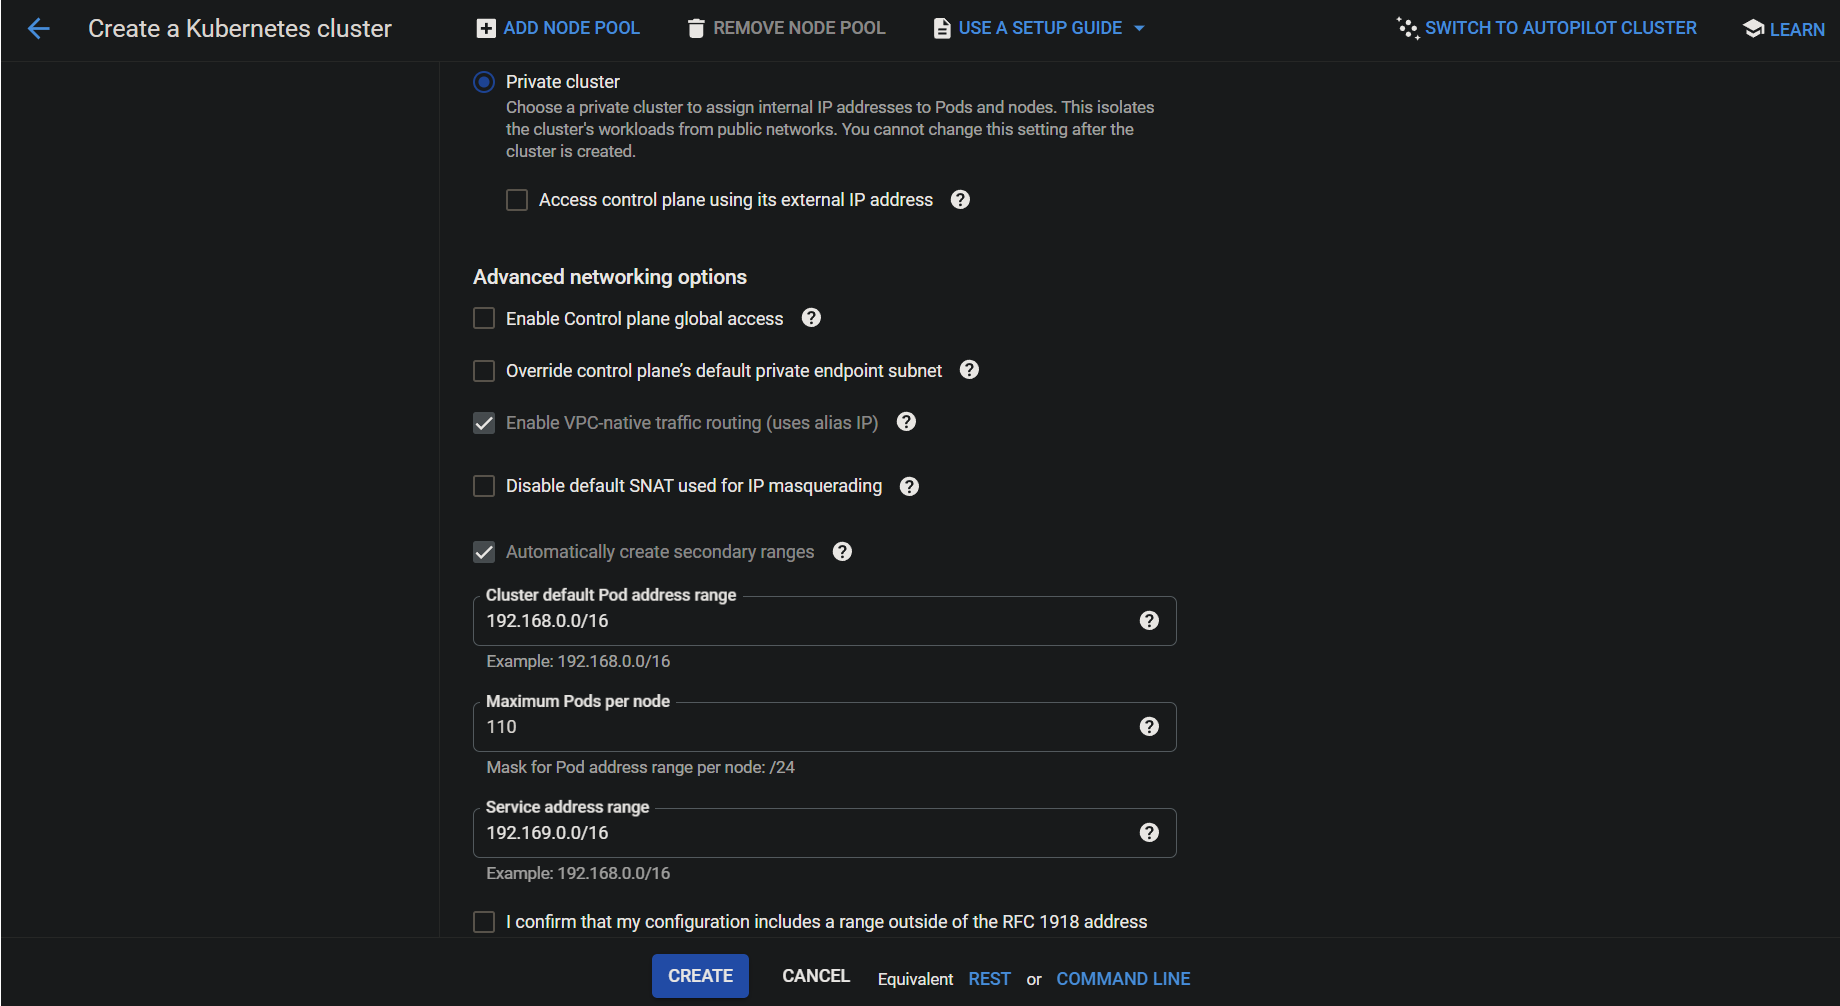 Create a Kubernetes cluster
ADD NODE POOL
REMOVE NODE POOL
USE A SETUP GUIDE
SWITCH TO AUTOPILOT CLUSTER
LEARN
Private cluster
Choose a private cluster to assign internal IP addresses to Pods and nodes. This isolates
the cluster's workloads from public networks. You cannot change this setting after the
cluster is created.
Access control plane using its external IP address
Advanced networking options
Enable Control plane global access
Override control plane’s default private endpoint subnet
Enable VPC-native traffic routing (uses alias IP)
Disable default SNAT used for IP masquerading
Automatically create secondary ranges
Cluster default Pod address range
192.168.0.0/16
Example: 192.168.0.0/16
Maximum Pods per node
110
Mask for Pod address range per node: /24
Service address range
192.169.0.0/16
Example: 192.168.0.0/16
I confirm that my configuration includes a range outside of the RFC 1918 address
CREATE
CANCEL
Equivalent REST or COMMAND LINE